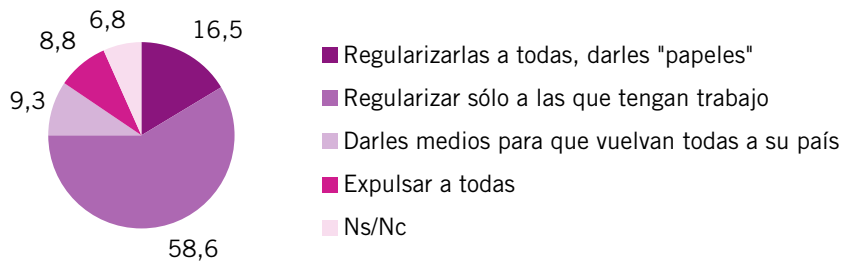 6,8
16,5
8,8
9,3
58,6
Regularizarlas a todas, darles "papeles"
Regularizar sólo a las que tengan trabajo
Darles medios para que vuelvan todas a su país
Expulsar a todas
Ns/Nc